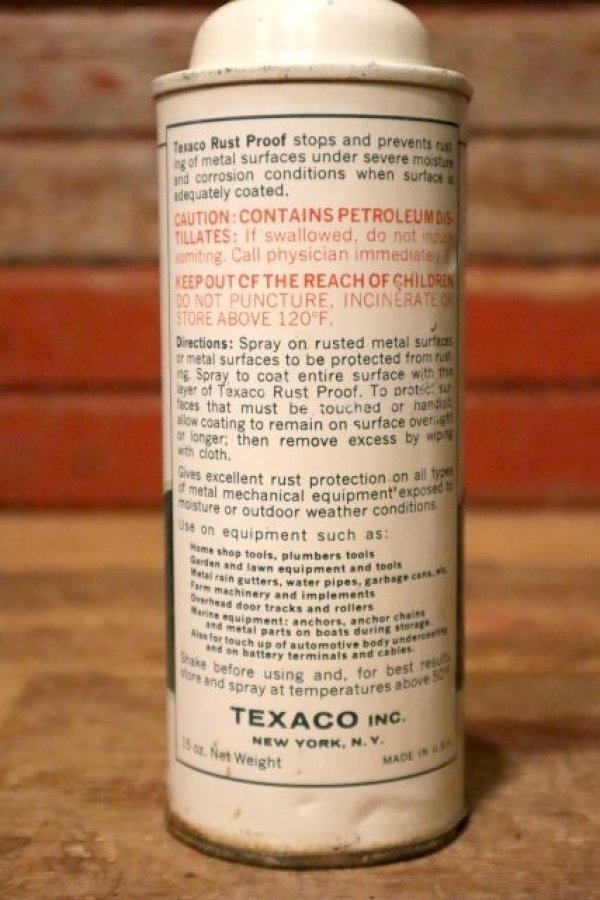 Texaco Rust Proof stops and prevents rust-
ing of metal surfaces under severe moisture
and corrosion conditions when surface is
adequately coated.
CAUTION: CONTAINS PETROLEUM DIS-
TILLATES: If swallowed, do not induce
vomiting. Call physician immediately.
KEEP OUT OF THE REACH OF CHILDREN
DO NOT PUNCTURE, INCINERATE OR
STORE ABOVE 120°F.
Directions: Spray on rusted metal surfaces
or metal surfaces to be protected from rust-
ing. Spray to coat entire surface with thin
layer of Texaco Rust Proof. To protect sur-
faces that must be touched or handled,
allow coating to remain on surface overnight
or longer; then remove excess by wiping
with cloth.
Gives excellent rust protection on all types
of metal mechanical equipment exposed to
moisture or outdoor weather conditions.
Use on equipment such as:
Home shop tools, plumbers tools
Garden and lawn equipment and tools
Metal rain gutters, water pipes, garbage cans, etc.
Farm machinery and implements
Overhead door tracks and rollers
Marine equipment: anchors, anchor chains
and metal parts on boats during storage.
Also for touch up of automotive body undercoating
and on battery terminals and cables.
Shake before using and, for best results,
store and spray at temperatures above 50°F.
TEXACO INC.
NEW YORK, N. Y.
15 oz. Net Weight
MADE IN U.S.A.